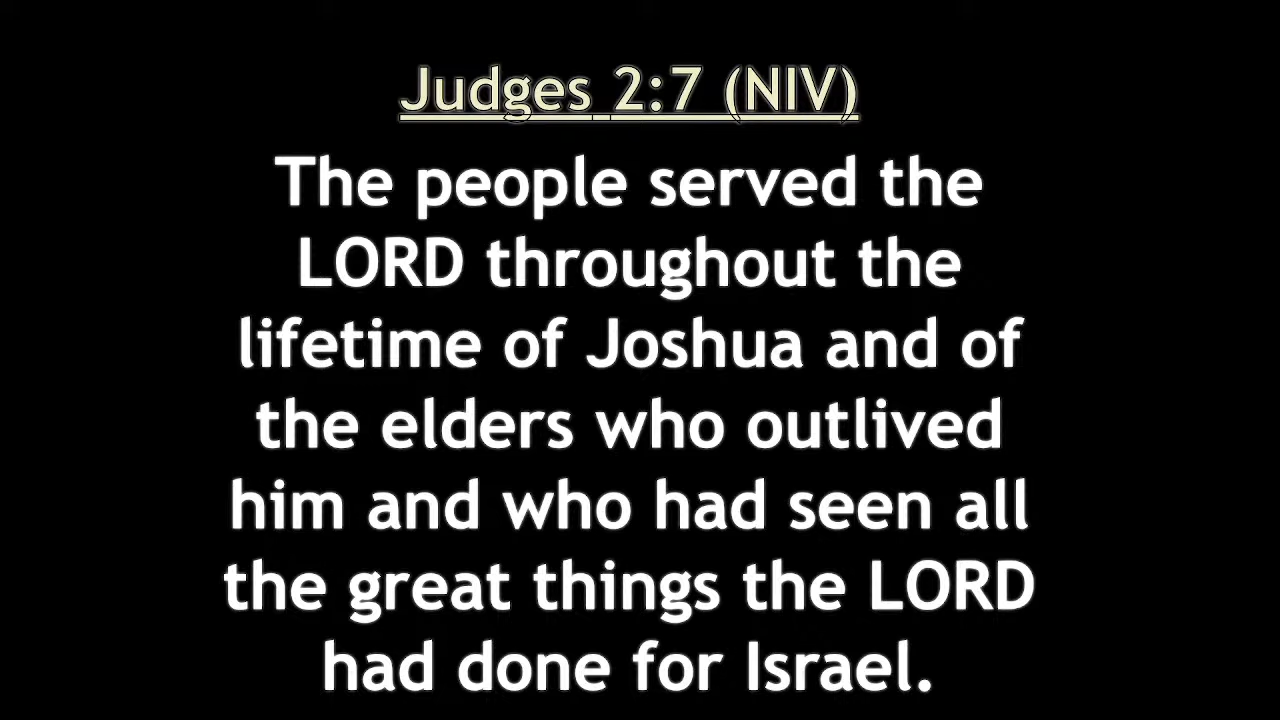 Judges 2:7 (NIV)
The people served the
LORD throughout the
lifetime of Joshua and of
the elders who outlived
him and who had seen all
the great things the LORD
had done for Israel.